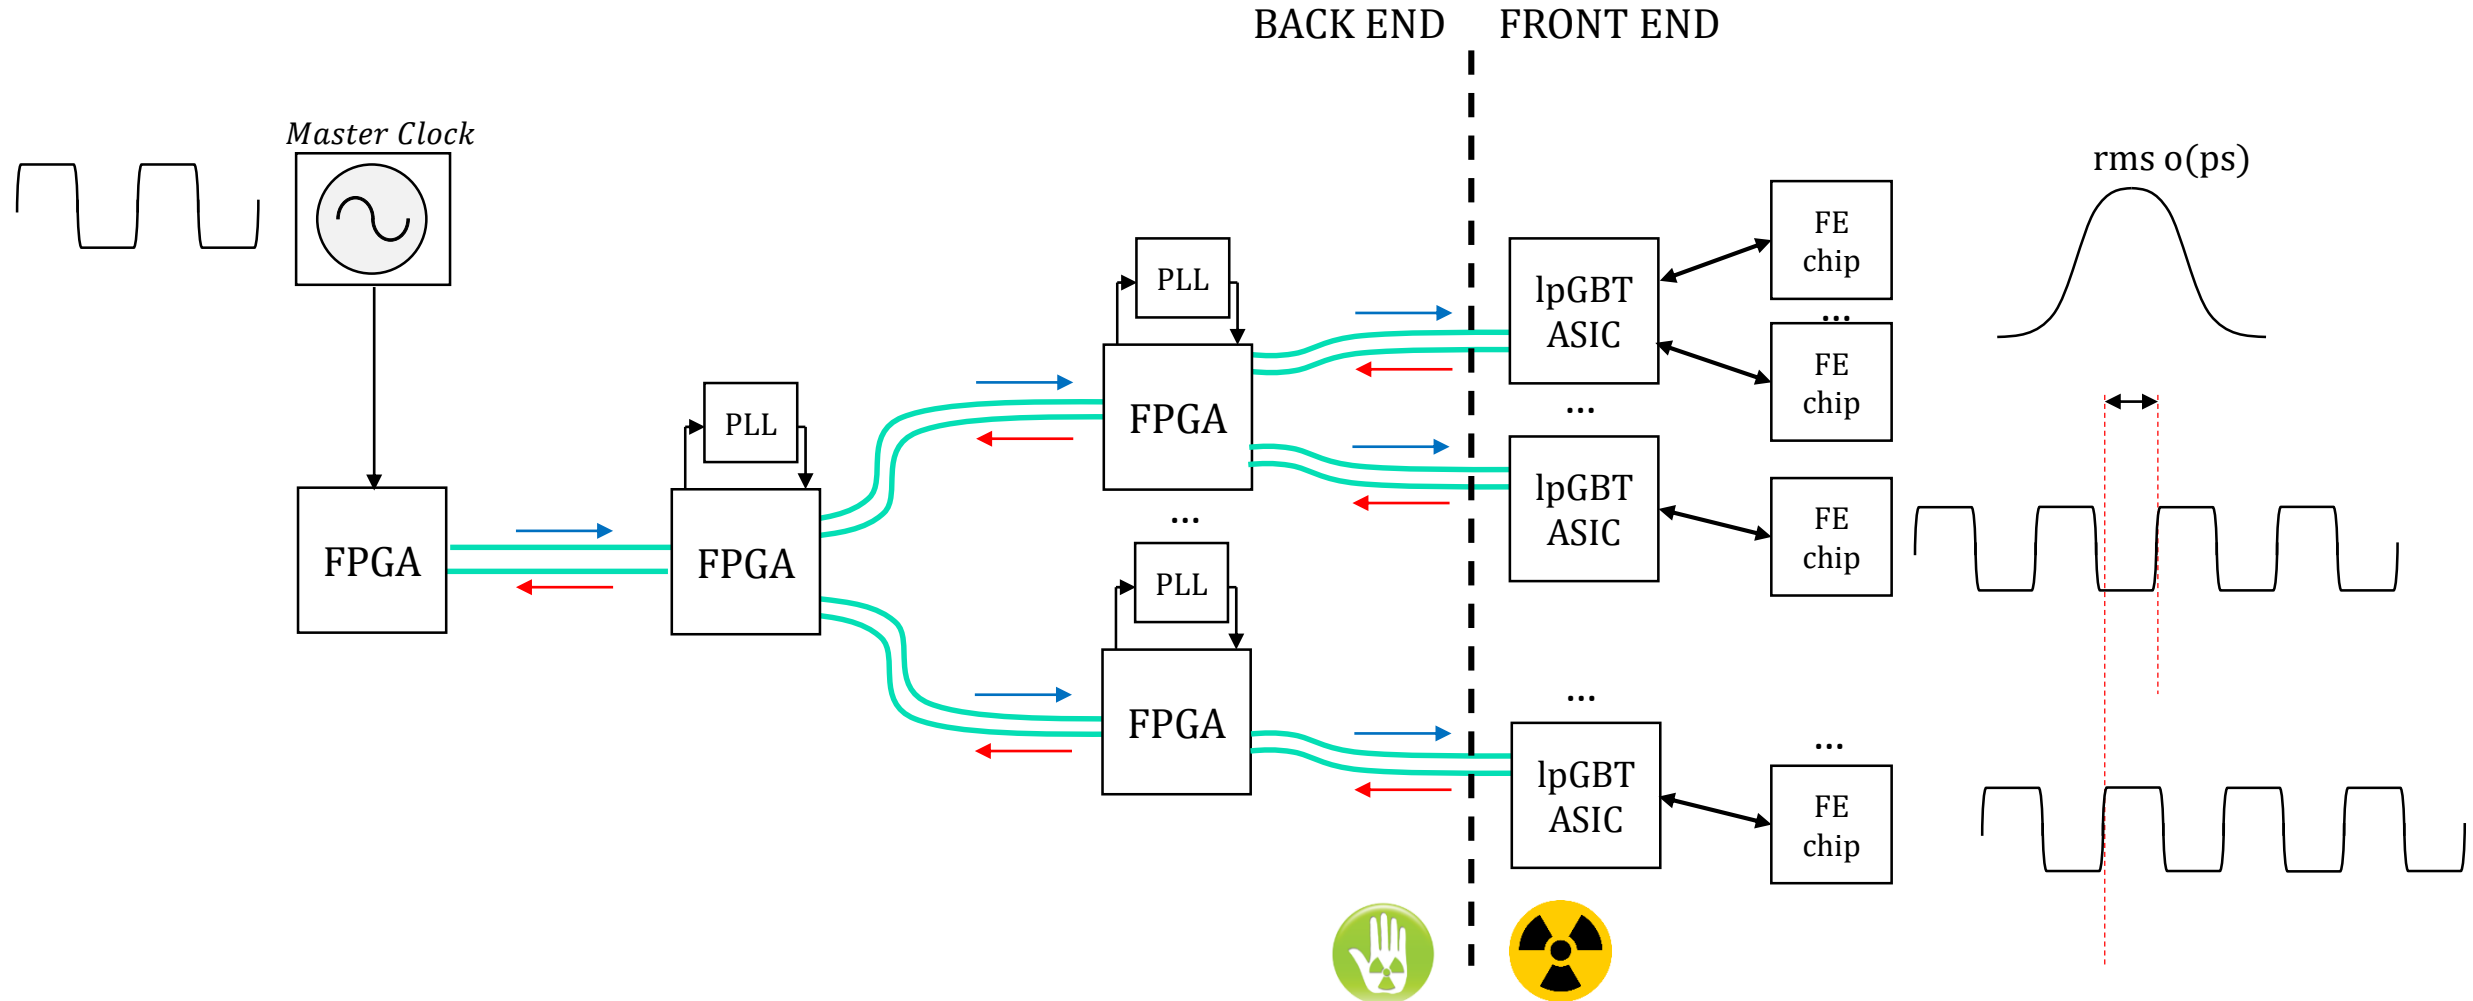 BACK END
FRONT END
Master Clock
rms o(ps)
FE
chip
PLL
lpGBT
ASIC
...
FE
chip
PLL
FPGA
...
lpGBT
ASIC
FE
chip
FPGA
FPGA
...
PLL
FPGA
...
lpGBT
ASIC
...
FE
chip